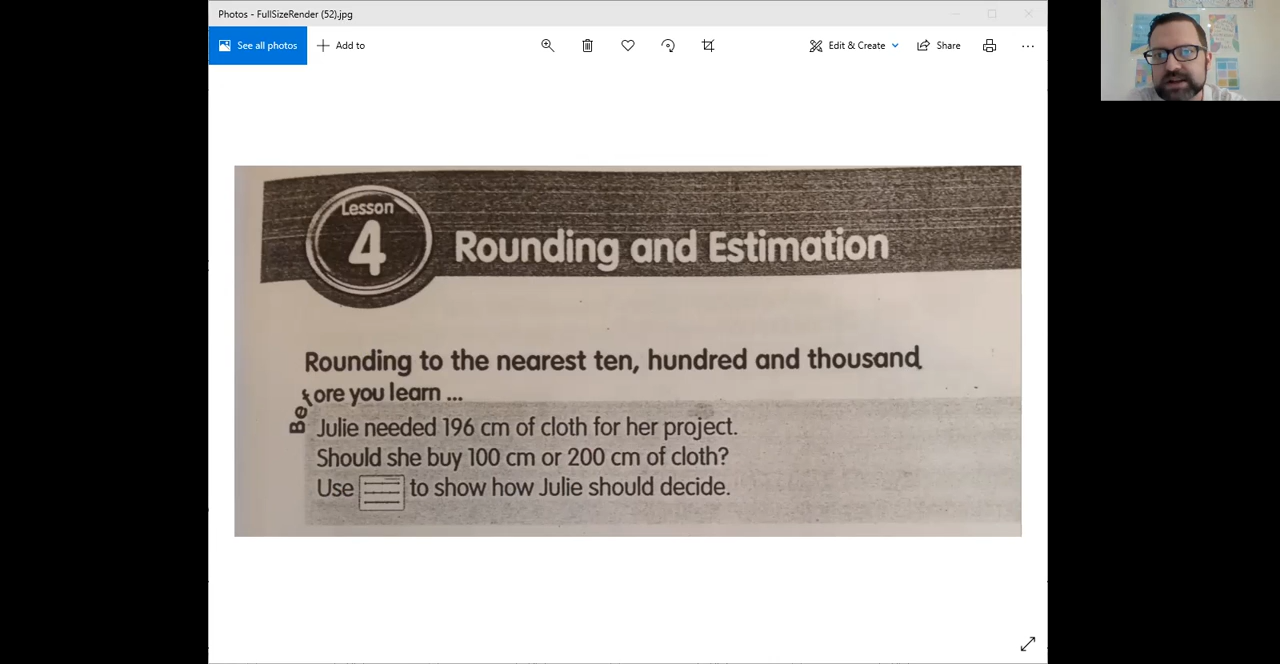 Photos - FullSizeRender (52).jpg
See all photos
Add to
Edit & Create
Share
Lesson
4
Rounding and Estimation
Rounding to the nearest ten, hundred and thousand
Before you learn ...
Julie needed 196 cm of cloth for her project.
Should she buy 100 cm or 200 cm of cloth?
Use to show how Julie should decide.